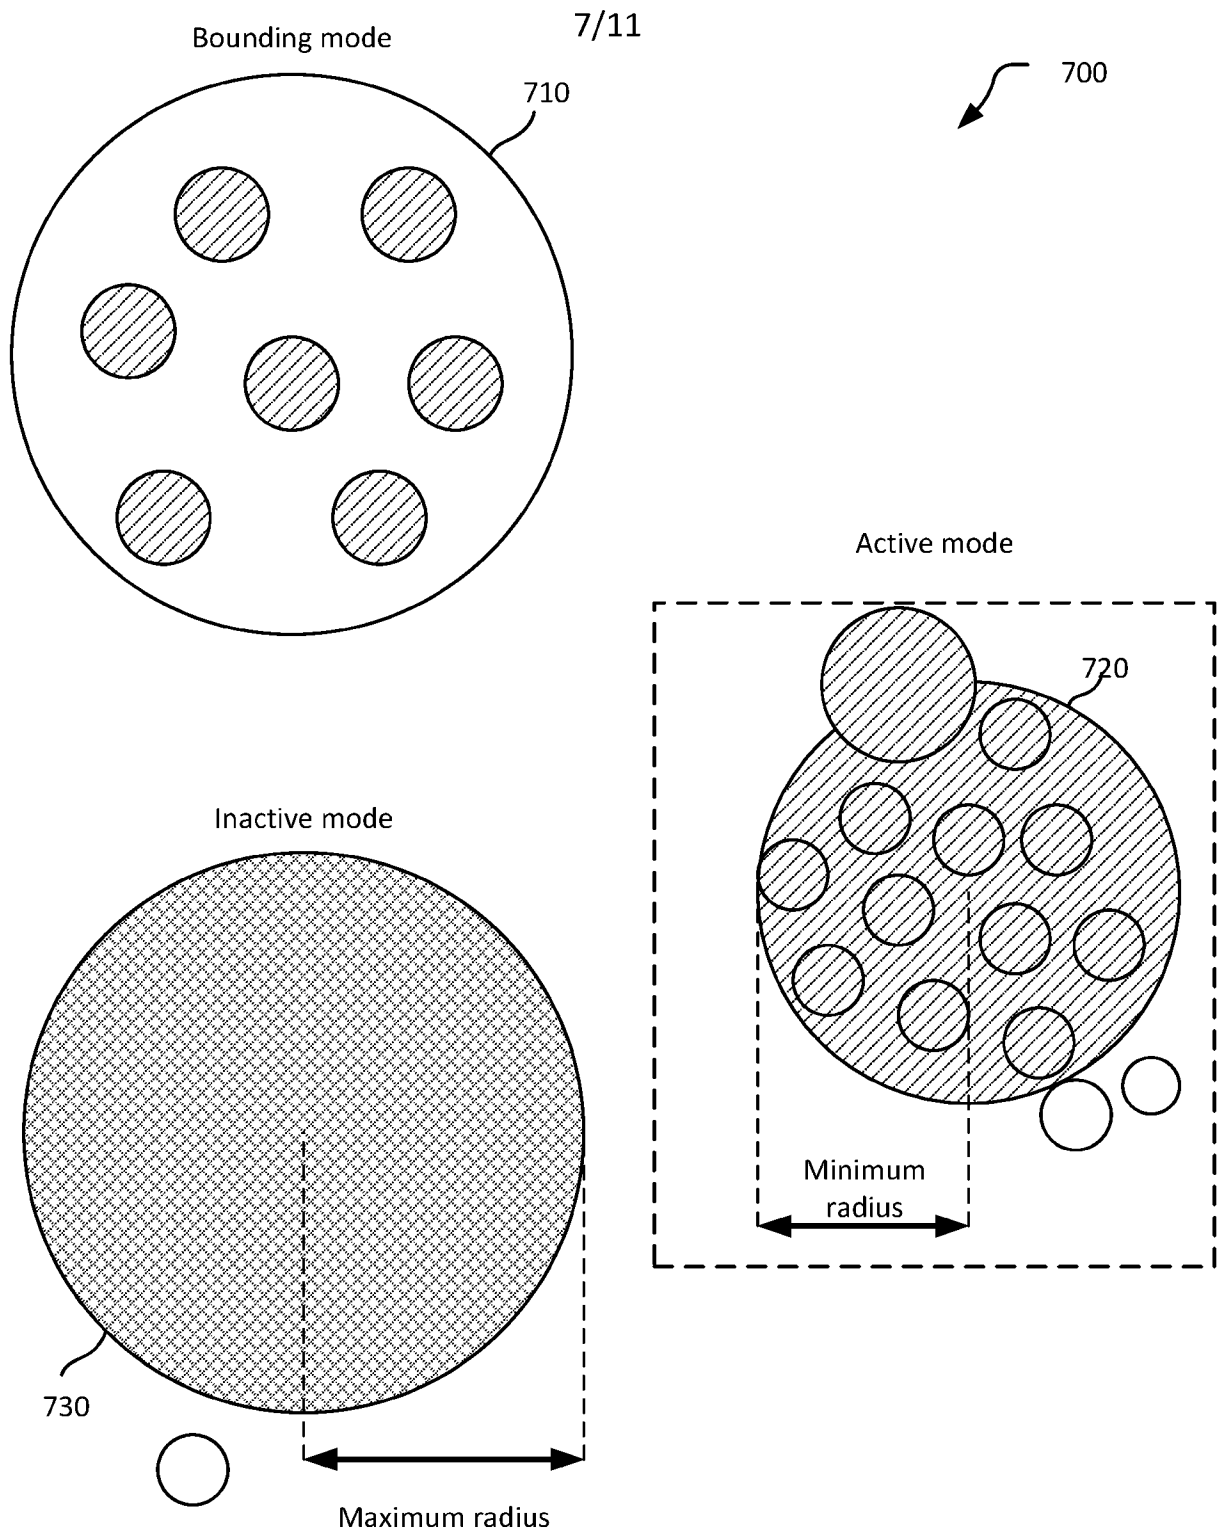 7/11
Bounding mode
710
700
Active mode
720
Inactive mode
Minimum
radius
730
Maximum radius